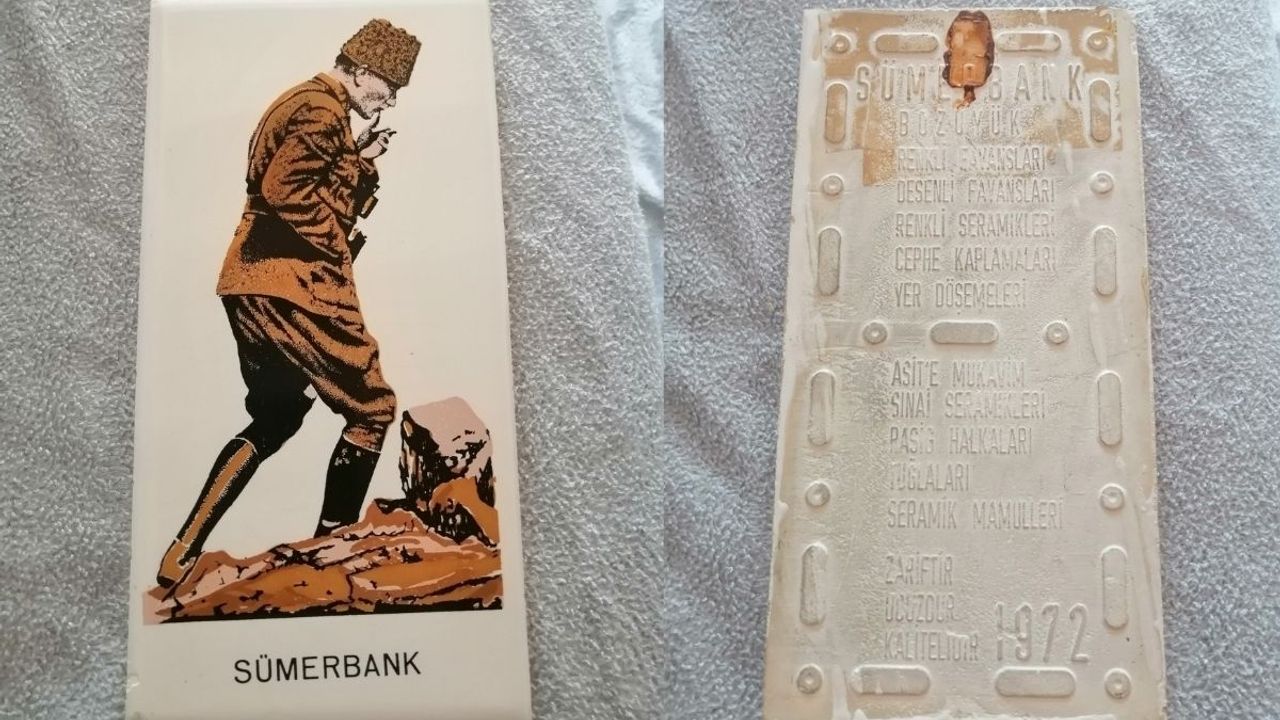 SÜMERBANK
SÜMERBANK
BOZÜYÜK
RENKLİ FAYANSLARI
DESENLİ FAYANSLARI
RENKLİ SERAMİKLERİ
CEPHE KAPLAMALARI
YER DÖŞEMELERİ
ASİT'E MUKAVİM
SINAİ SERAMİKLERİ
RAŞİG HALKALARI
TUĞLALARI
SERAMİK MAMULLERİ
ZARİFTİR
UCUZDUR
KALİTELİDİR 1972